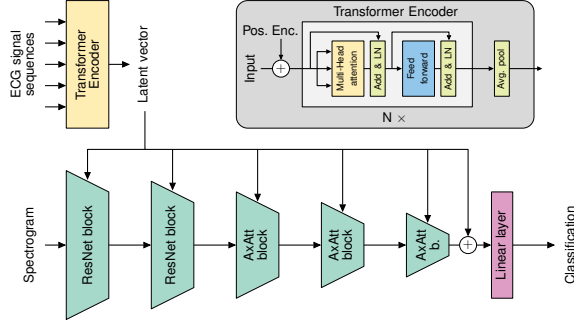 ECG signal
sequences
Transformer
Encoder
Latent vector
Transformer Encoder
Pos. Enc.
Input
+
Multi-Head
attention
Add & LN
Feed
forward
Add & LN
Avg. pool
N ×
Spectrogram
ResNet block
ResNet block
AxAtt
block
AxAtt
block
AxAtt
b.
+
Linear layer
Classification